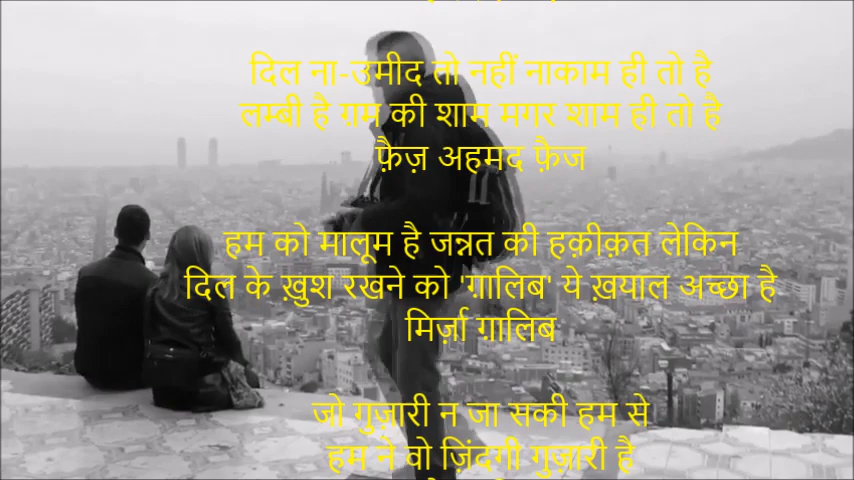 दिल ना-उमीद तो नहीं नाकाम ही तो है
लम्बी है ग़म की शाम मगर शाम ही तो है
फ़ैज़ अहमद फ़ैज
हम को मालूम है जन्नत की हक़ीक़त लेकिन
दिल के ख़ुश रखने को 'ग़ालिब' ये ख़याल अच्छा है
मिर्ज़ा ग़ालिब
जो गुज़ारी न जा सकी हम से
हम ने वो ज़िंदगी गुज़ारी है